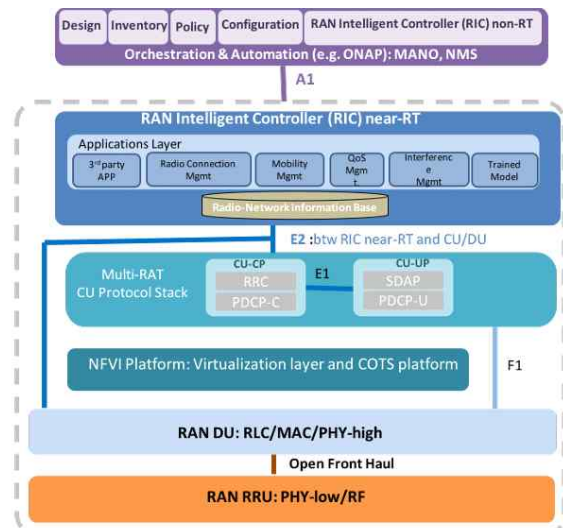 Design
Inventory
Policy
Configuration
RAN Intelligent Controller (RIC) non-RT
Orchestration & Automation (e.g. ONAP): MANO, NMS
A1
RAN Intelligent Controller (RIC) near-RT
Applications Layer
3rd party
APP
Radio Connection
Mgmt
Mobility
Mgmt
QoS
Mgm
t.
Interferenc
e
Mgmt
Trained
Model
Radio-Network Information Base
E2 :btw RIC near-RT and CU/DU
Multi-RAT
CU Protocol Stack
CU-CP
RRC
PDCP-C
E1
CU-UP
SDAP
PDCP-U
NFVI Platform: Virtualization layer and COTS platform
F1
RAN DU: RLC/MAC/PHY-high
Open Front Haul
RAN RRU: PHY-low/RF